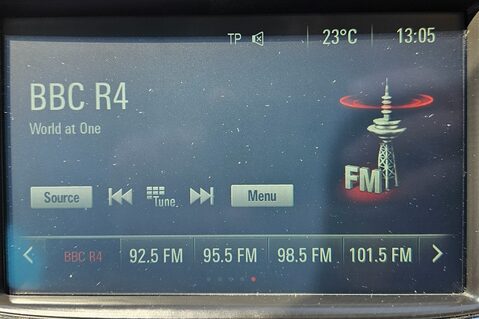 TP 23°C 13:05
BBC R4
World at One
FM
Source Tune Menu
BBC R4 92.5 FM 95.5 FM 98.5 FM 101.5 FM